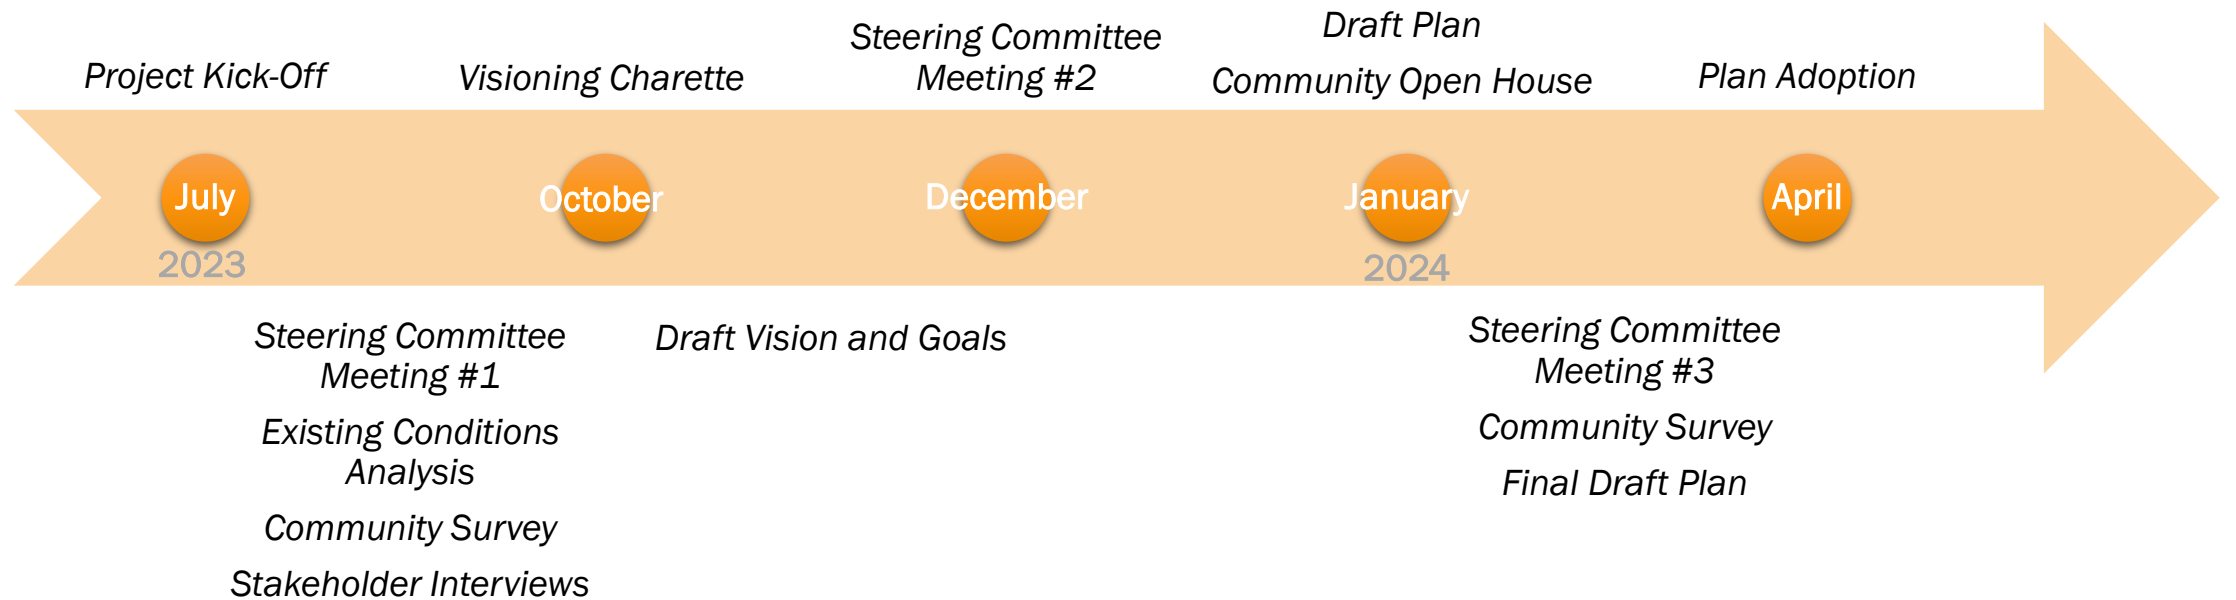 Project Kick-Off
Visioning Charette
Steering Committee
Meeting #2
Draft Plan
Community Open House
Plan Adoption
July
October
December
January
April
2023
2024
Steering Committee
Meeting #1
Existing Conditions
Analysis
Community Survey
Stakeholder Interviews
Draft Vision and Goals
Steering Committee
Meeting #3
Community Survey
Final Draft Plan